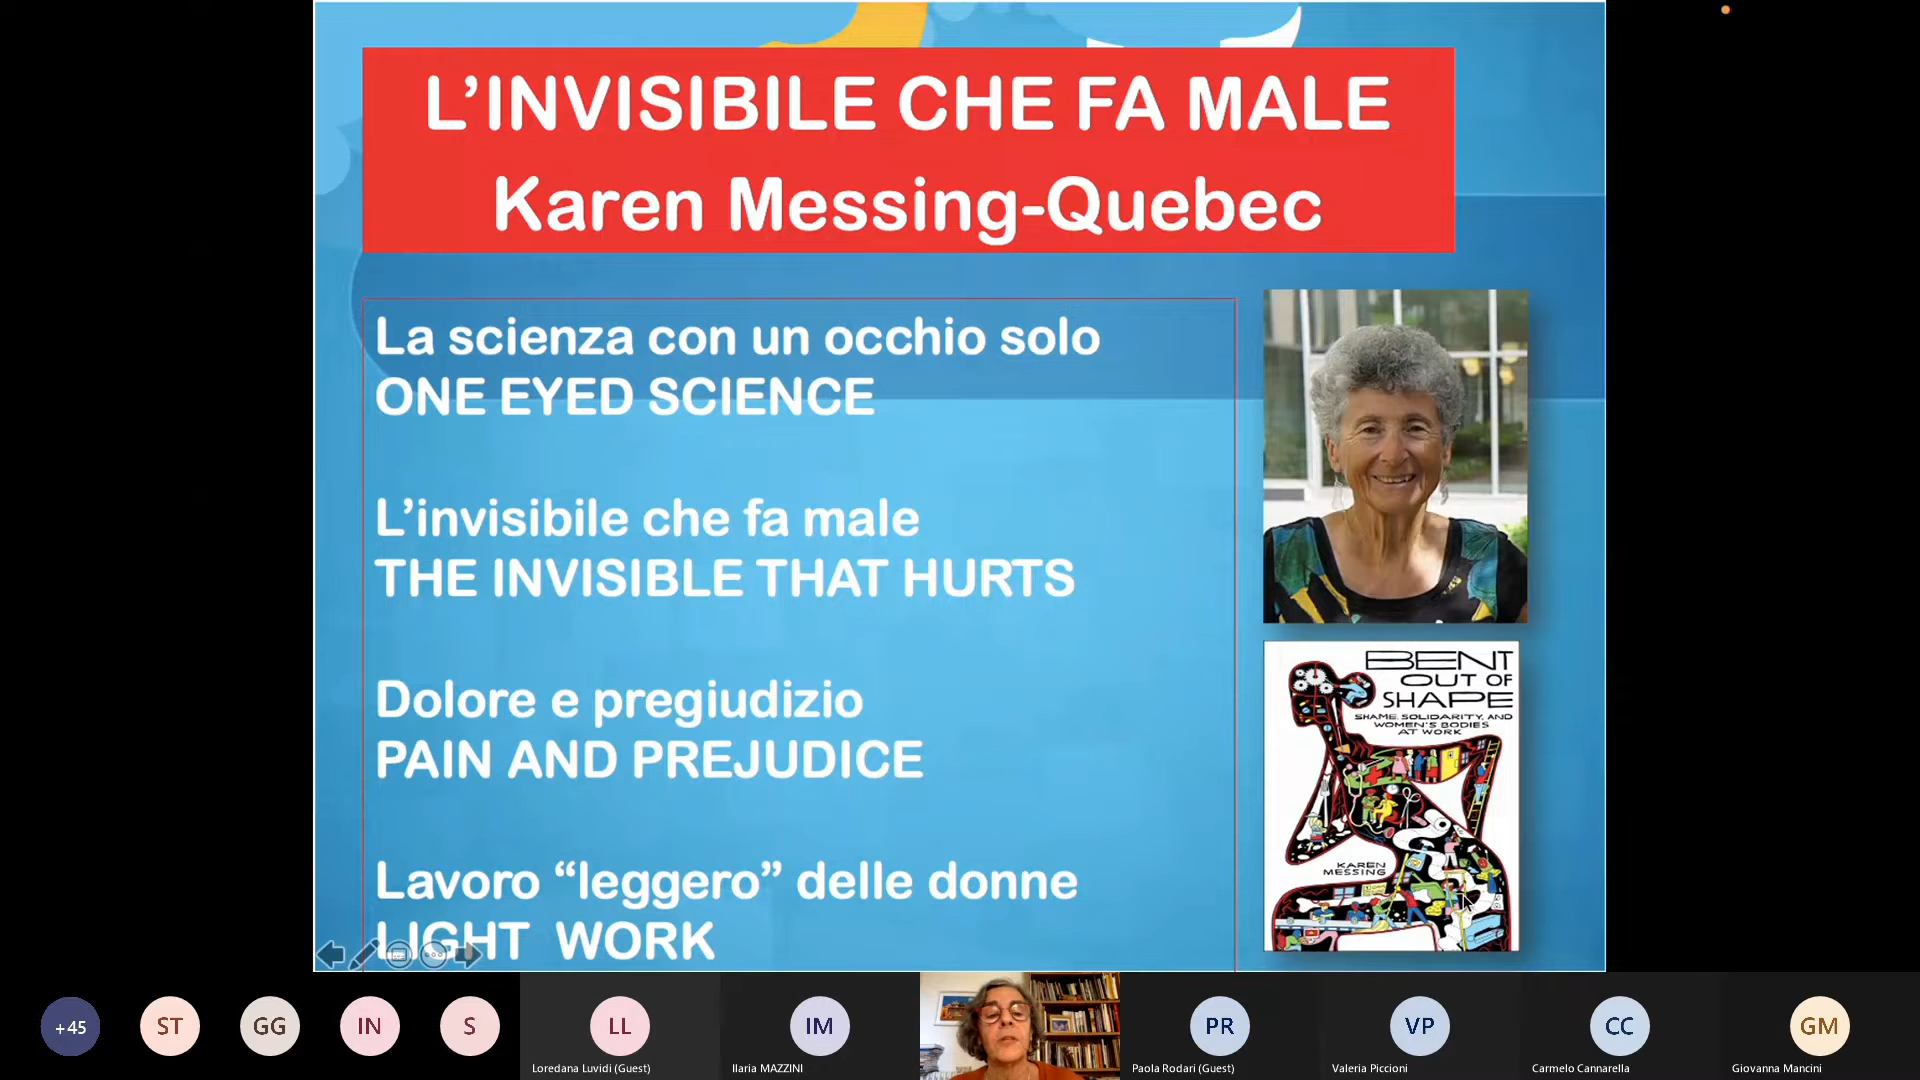 L’INVISIBILE CHE FA MALE
Karen Messing-Quebec
La scienza con un occhio solo
ONE EYED SCIENCE
L’invisibile che fa male
THE INVISIBLE THAT HURTS
Dolore e pregiudizio
PAIN AND PREJUDICE
Lavoro “leggero” delle donne
LIGHT WORK
BENT
OUT OF
SHAPE
SHAME, SOLIDARITY, AND
WOMEN'S BODIES
AT WORK
KAREN
MESSING
+45
ST
GG
IN
S
LL
Loredana Luvidi (Guest)
IM
Ilaria MAZZINI
PR
Paola Rodari (Guest)
VP
Valeria Piccioni
CC
Carmelo Cannarella
GM
Giovanna Mancini